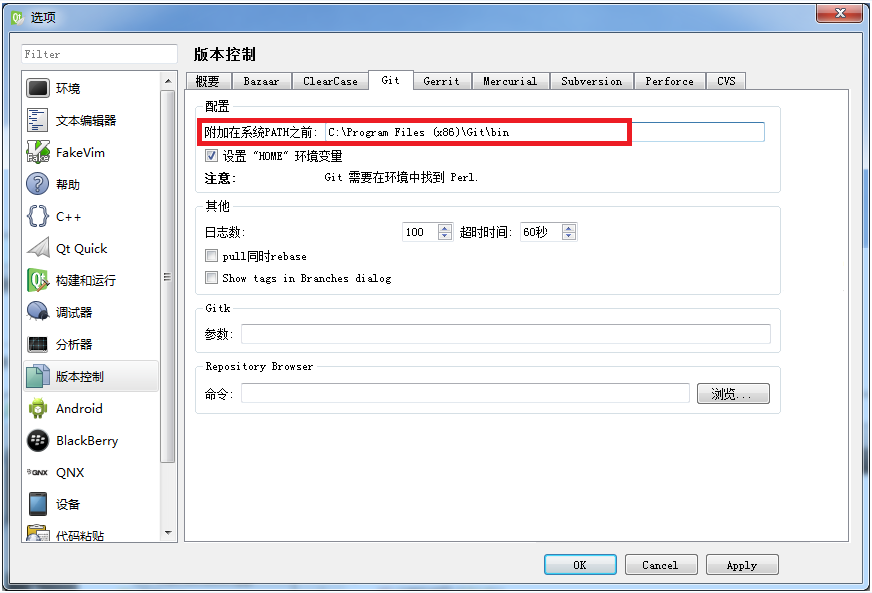 选项
Filter
环境
文本编辑器
FakeVim
帮助
C++
Qt Quick
构建和运行
调试器
分析器
版本控制
Android
BlackBerry
QNX
设备
代码粘贴
版本控制
概要 Bazaar ClearCase Git Gerrit Mercurial Subversion Perforce CVS
配置
附加在系统PATH之前: C:\Program Files (x86)\Git\bin
设置 "HOME" 环境变量
注意: Git 需要在环境中找到 Perl.
其他
日志数: 100 超时时间: 60秒
pull同时rebase
Show tags in Branches dialog
Gitk
参数:
Repository Browser
命令: 浏览...
OK Cancel Apply